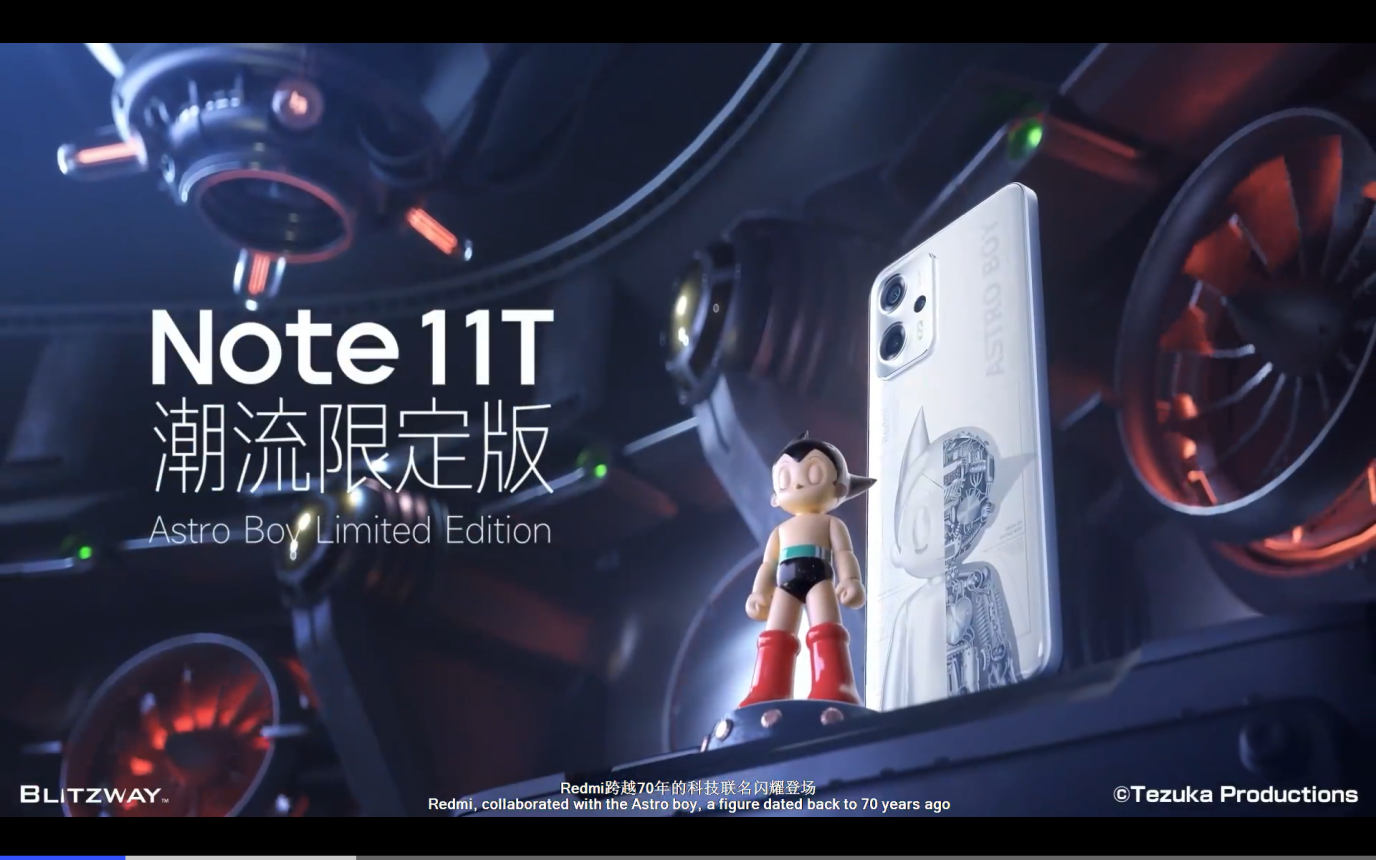 Note 11T
潮流限定版
Astro Boy Limited Edition
ASTRO BOY
BLITZWAY™
Redmi跨越70年的科技联名闪耀登场
Redmi, collaborated with the Astro boy, a figure dated back to 70 years ago
©Tezuka Productions